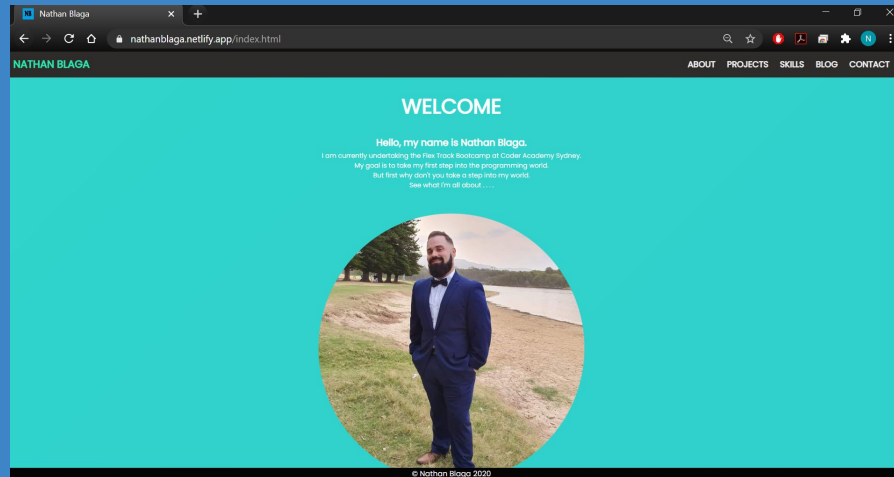 Nathan Blaga
nathanblaga.netlify.app/index.html
N
NATHAN BLAGA
ABOUT PROJECTS SKILLS BLOG CONTACT
WELCOME
Hello, my name is Nathan Blaga.
I am currently undertaking the Flex Track Bootcamp at Coder Academy Sydney.
My goal is to take my first step into the programming world.
But first why don't you take a step into my world.
See what i'm all about . . . .
© Nathan Blaga 2020